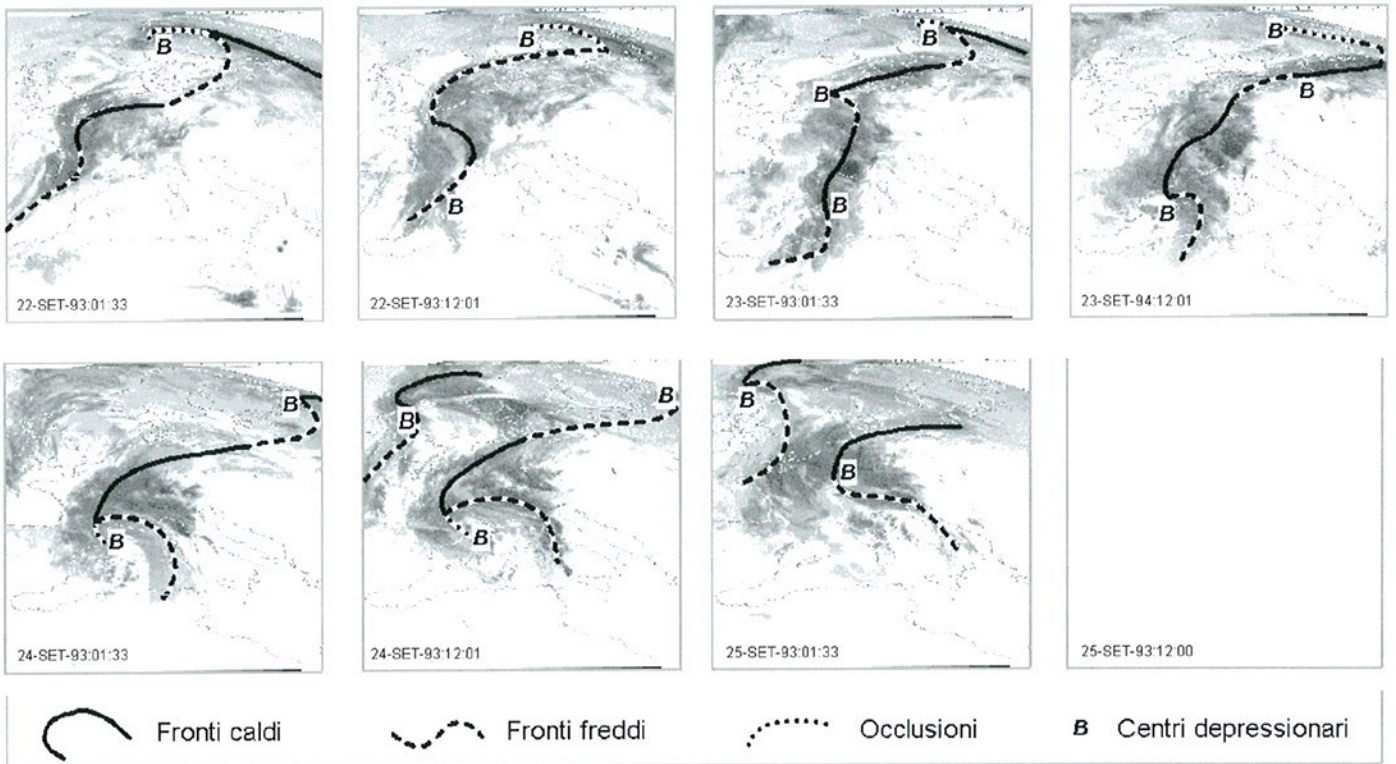 B
B
B
B
B
B
B
B
22-SET-93:01:33
22-SET-93:12:01
23-SET-93:01:33
23-SET-94:12:01
B
B
B
B
B
B
B
24-SET-93:01:33
24-SET-93:12:01
25-SET-93:01:33
25-SET-93:12:00
Fronti caldi
Fronti freddi
Occlusioni
B Centri depressionari